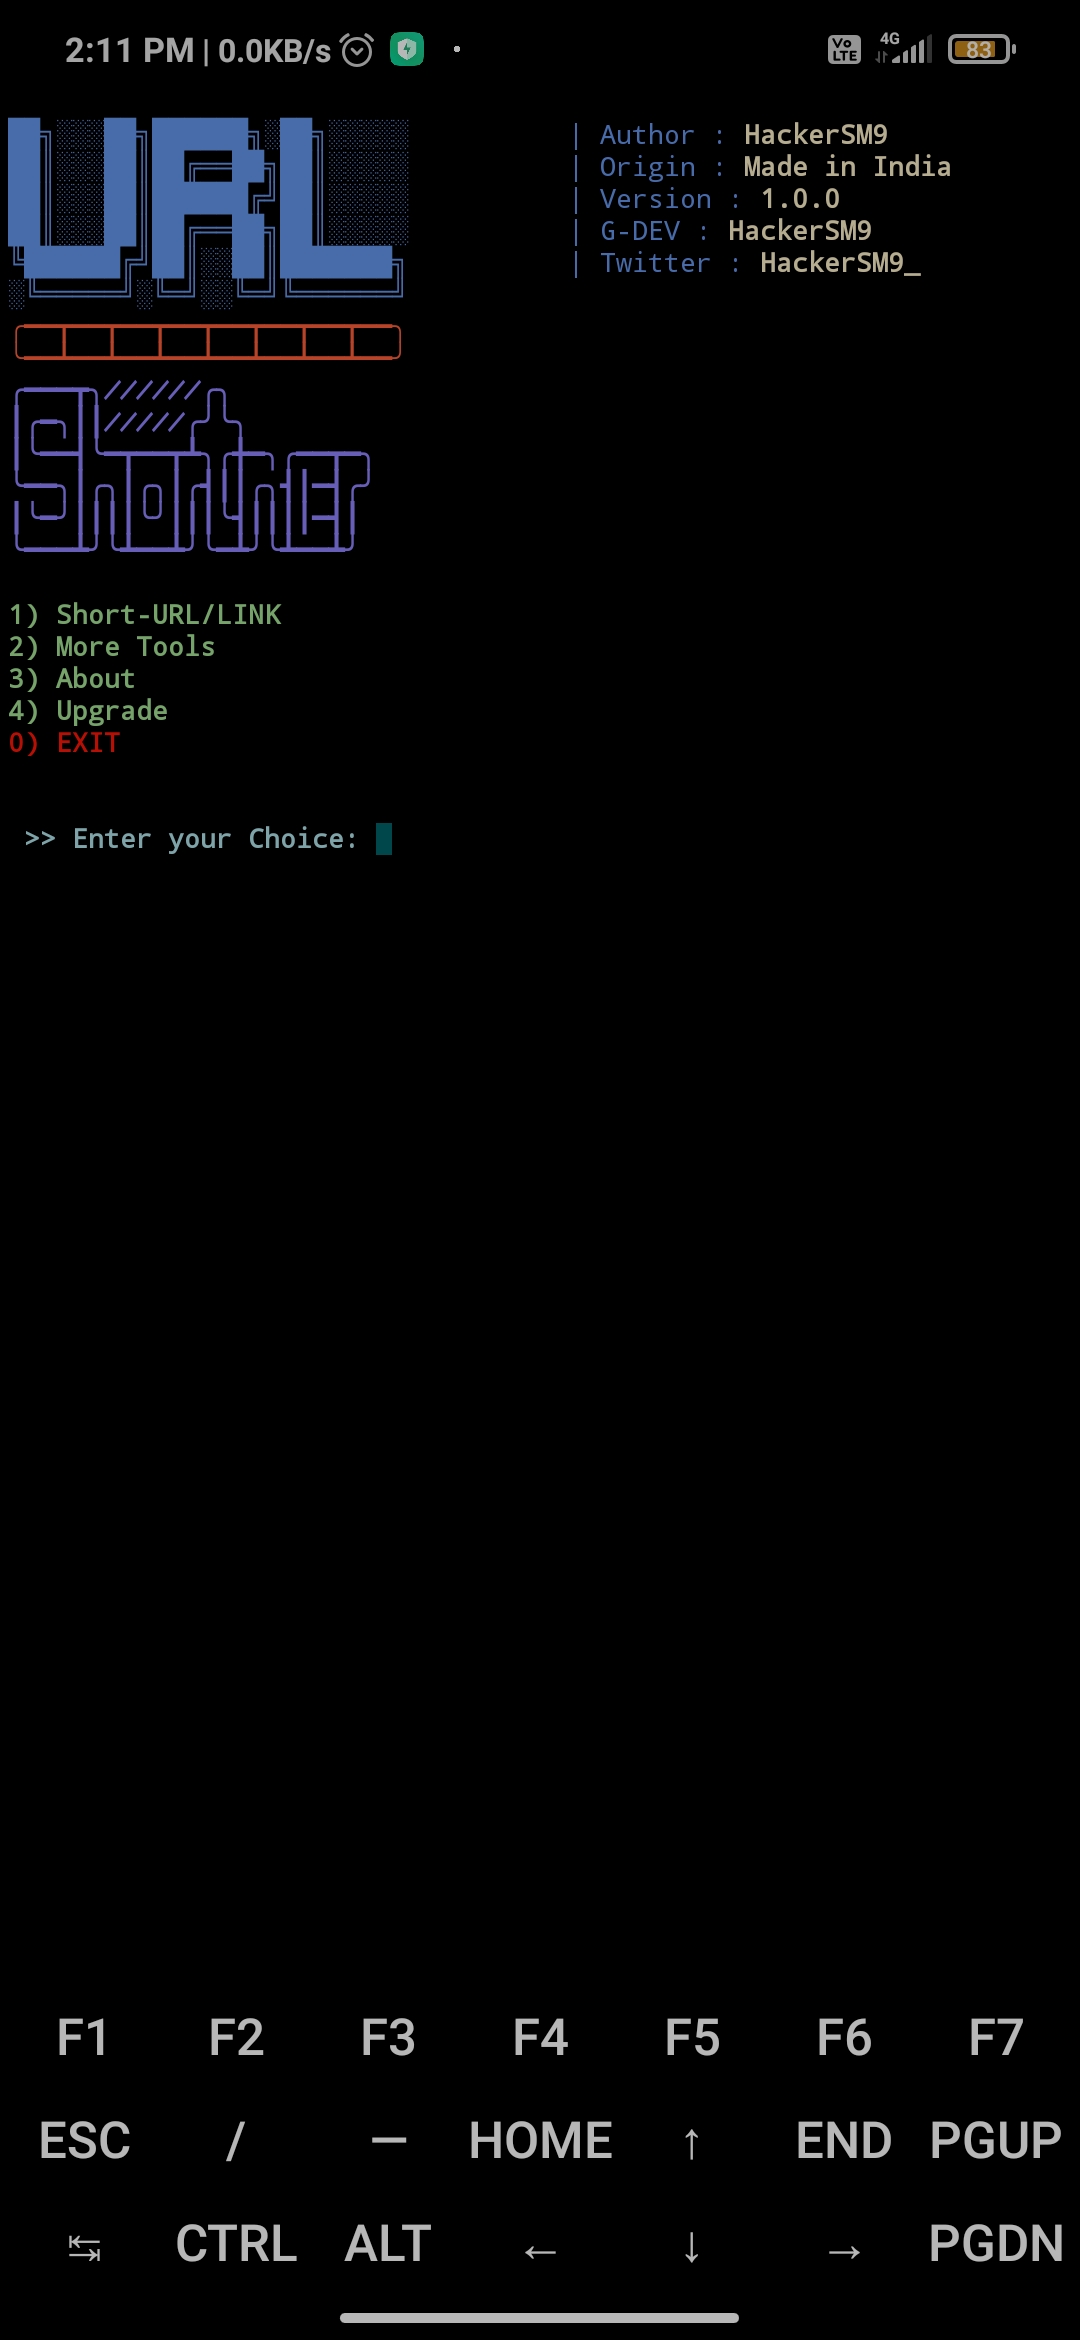 2:11 PM | 0.0KB/s
Vo LTE 4G 83
URL
| Author : HackerSM9
| Origin : Made in India
| Version : 1.0.0
| G-DEV : HackerSM9
| Twitter : HackerSM9_
Shortner
1) Short-URL/LINK
2) More Tools
3) About
4) Upgrade
0) EXIT
>> Enter your Choice:
F1 F2 F3 F4 F5 F6 F7
ESC / — HOME ↑ END PGUP
↹ CTRL ALT ← ↓ → PGDN